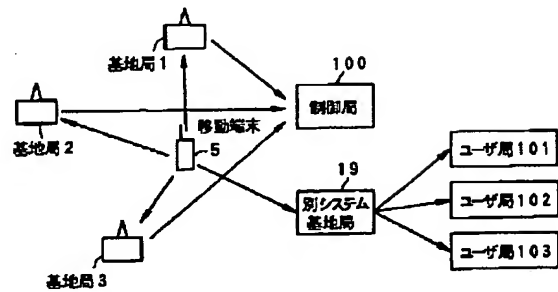 基地局1
100
制御局
基地局2
移動端末
5
19
別システム
基地局
ユーザ局101
ユーザ局102
ユーザ局103
基地局3